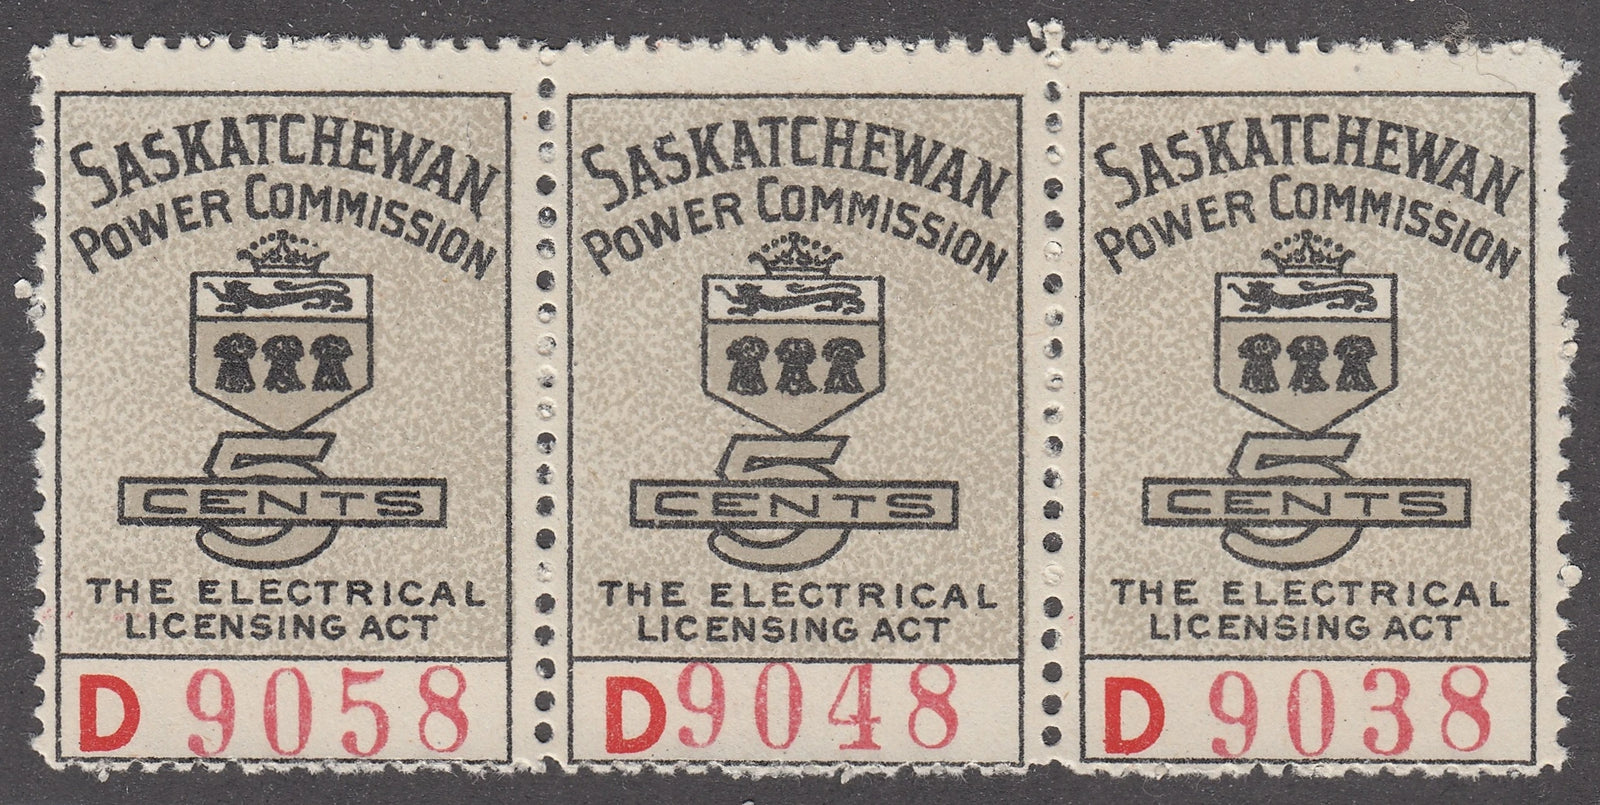 SASKATCHEWAN
POWER COMMISSION
5
CENTS
THE ELECTRICAL
LICENSING ACT
D 9058
SASKATCHEWAN
POWER COMMISSION
5
CENTS
THE ELECTRICAL
LICENSING ACT
D 9048
SASKATCHEWAN
POWER COMMISSION
5
CENTS
THE ELECTRICAL
LICENSING ACT
D 9038